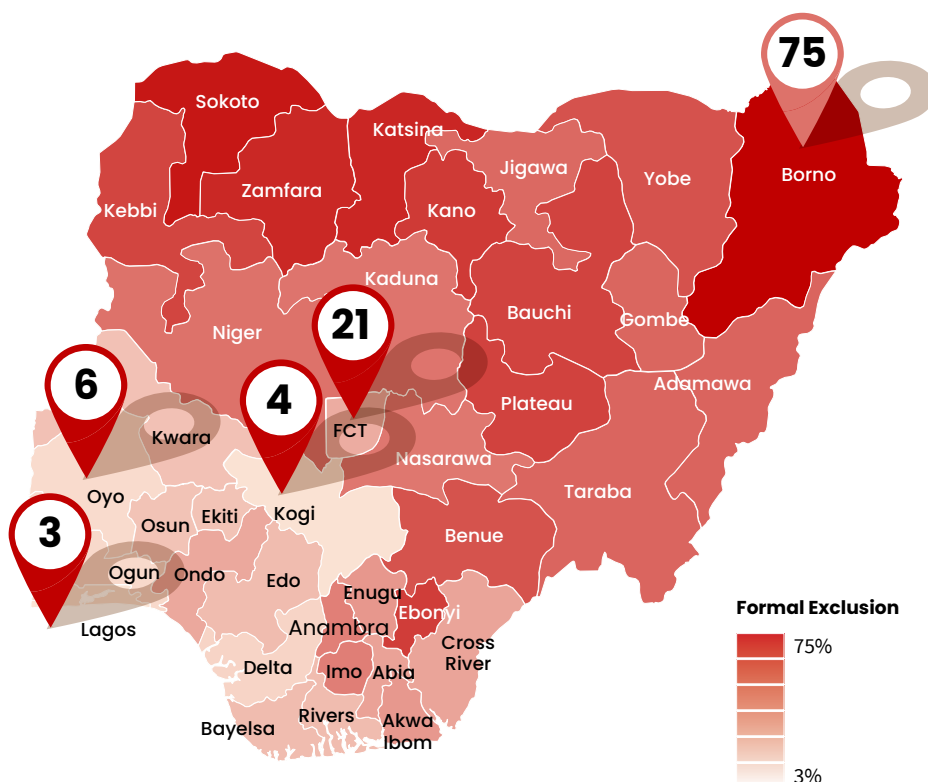 75
Sokoto
Katsina
Jigawa
Yobe
Borno
Zamfara
Kebbi
Kano
Kaduna
21
Niger
Bauchi
Gombe
6
4
Adamawa
Plateau
Kwara
FCT
Nasarawa
Oyo
Taraba
Kogi
Osun
Ekiti
3
Benue
Ogun
Ondo
Edo
Enugu
Ebonyi
Lagos
Anambra
Cross
River
Delta
Imo
Abia
Rivers
Bayelsa
Akwa
Ibom
Formal Exclusion
75%
3%